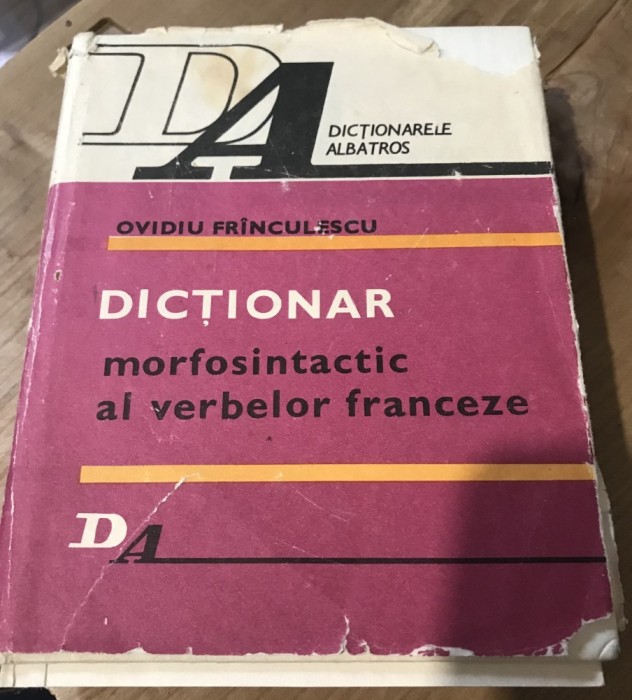 DA
DICȚIONARELE
ALBATROS
OVIDIU FRÎNCULESCU
DICȚIONAR
morfosintactic
al verbelor franceze
DA